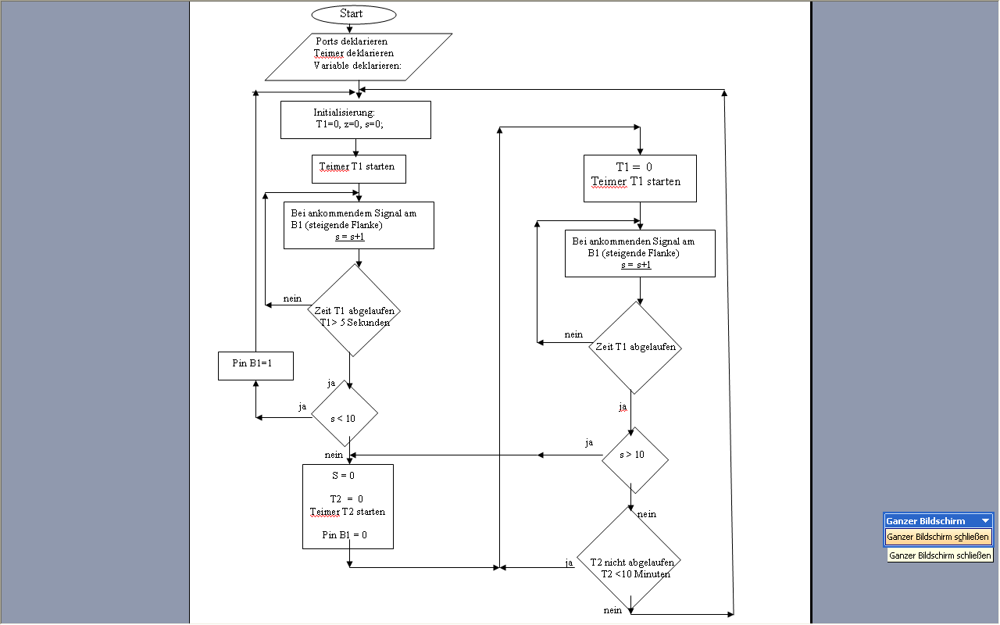 Start
Ports deklarieren
Teimer deklarieren
Variable deklarieren:
Initialisierung:
T1=0, z=0, s=0;
Teimer T1 starten
Bei ankommendem Signal am
B1 (steigende Flanke)
s = s+1
nein
Zeit T1 abgelaufen
T1> 5 Sekunden
Pin B1=1
ja
ja
s < 10
nein
S = 0
T2 = 0
Teimer T2 starten
Pin B1 = 0
T1 = 0
Teimer T1 starten
Bei ankommenden Signal am
B1 (steigende Flanke)
s = s+1
nein
Zeit T1 abgelaufen
ja
ja
s > 10
nein
ja
T2 nicht abgelaufen
T2 <10 Minuten
nein
Ganzer Bildschirm
Ganzer Bildschirm schließen
Ganzer Bildschirm schließen